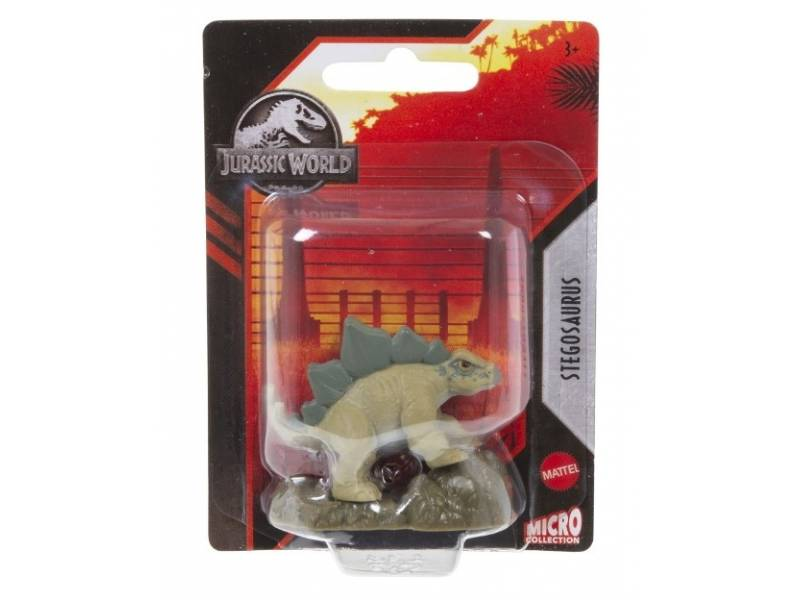 3+
JURASSIC WORLD
STEGOSAURUS
MATTEL
MICRO
COLLECTION